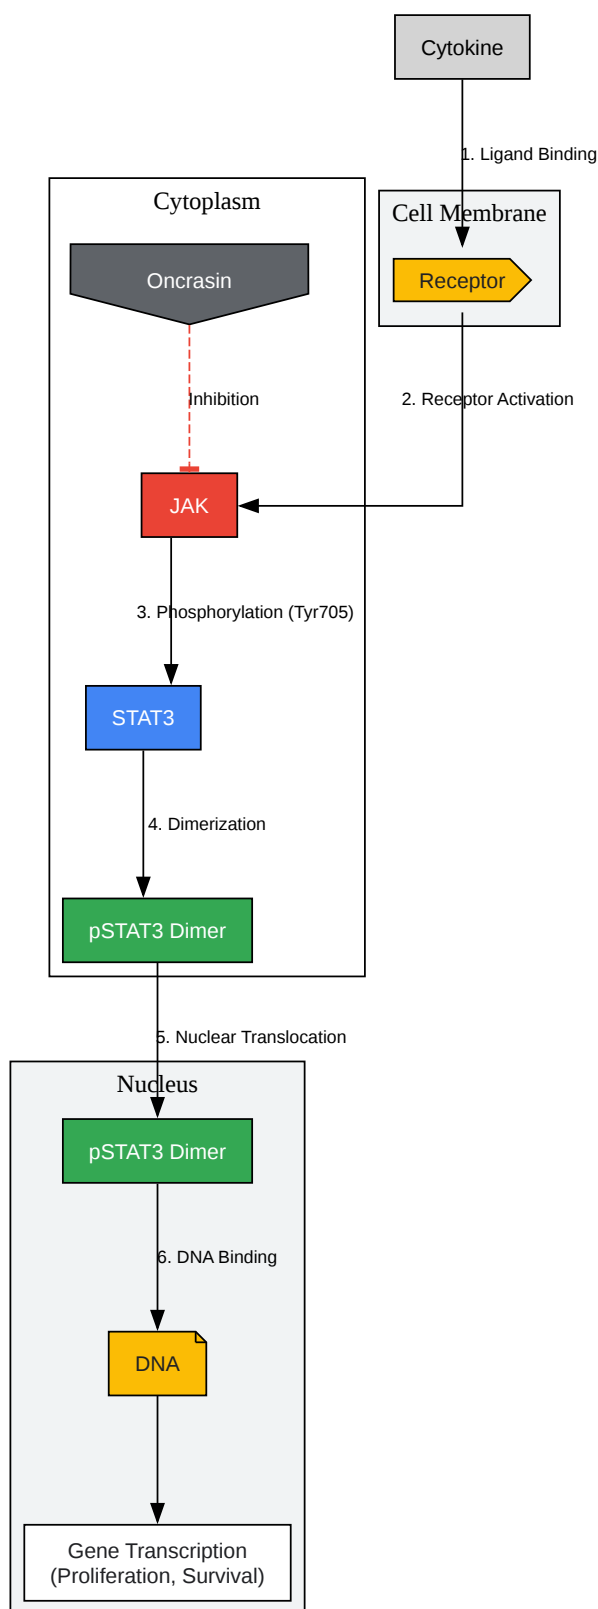 Cytokine
1. Ligand Binding
Cytoplasm
Cell Membrane
Oncrasin
Receptor
Inhibition
2. Receptor Activation
JAK
3. Phosphorylation (Tyr705)
STAT3
4. Dimerization
pSTAT3 Dimer
5. Nuclear Translocation
Nucleus
pSTAT3 Dimer
6. DNA Binding
DNA
Gene Transcription
(Proliferation, Survival)